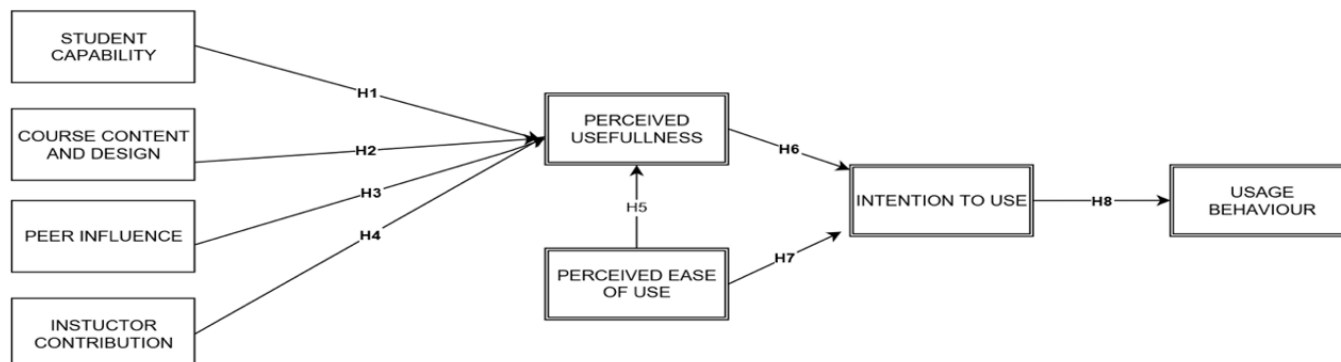 STUDENT
CAPABILITY
H1
COURSE CONTENT
AND DESIGN
H2
PEER INFLUENCE
H3
INSTUCTOR
CONTRIBUTION
H4
PERCEIVED
USEFULLNESS
H5
PERCEIVED EASE
OF USE
H6
H7
INTENTION TO USE
H8
USAGE
BEHAVIOUR